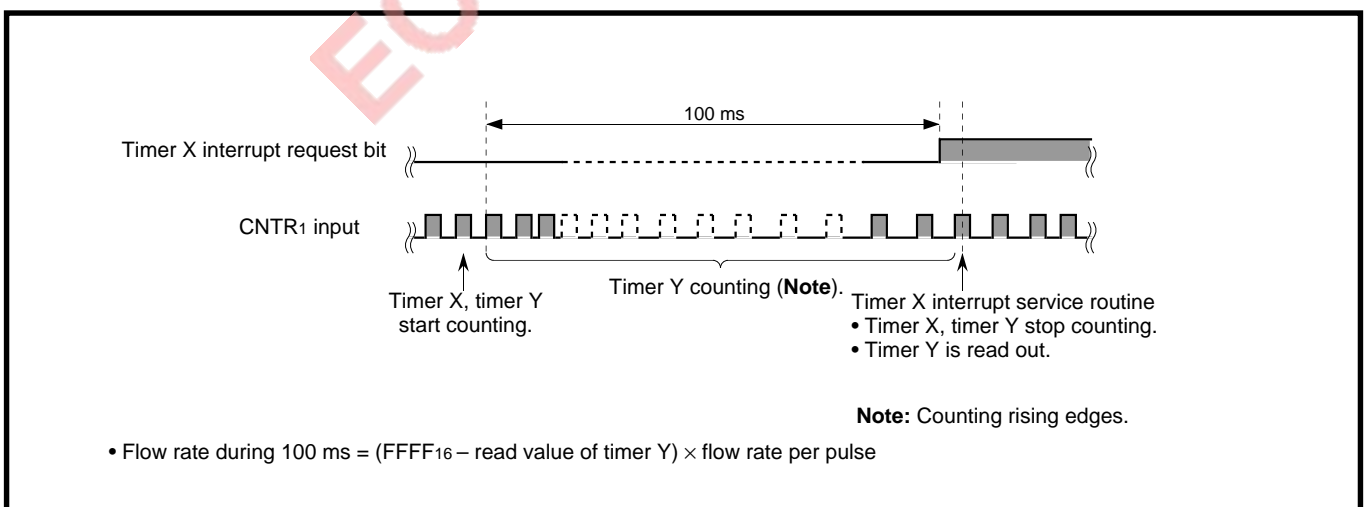 100 ms
Timer X interrupt request bit
CNTR1 input
Timer Y counting (Note).
Timer X, timer Y
start counting.
Timer X interrupt service routine
• Timer X, timer Y stop counting.
• Timer Y is read out.
Note: Counting rising edges.
• Flow rate during 100 ms = (FFFF16 – read value of timer Y) × flow rate per pulse